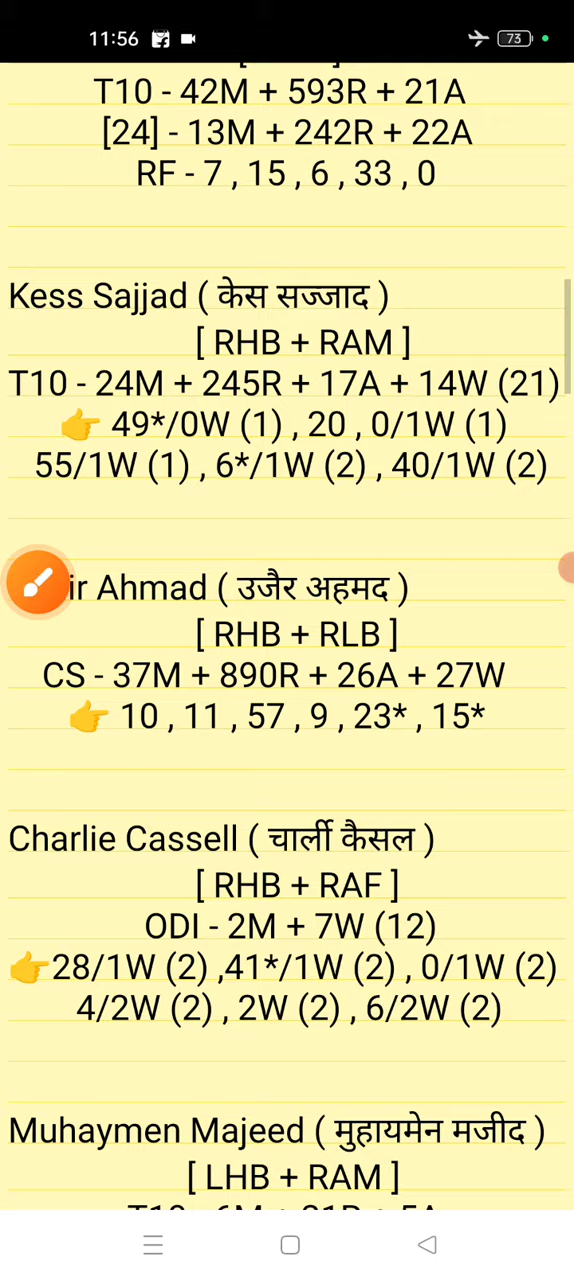 11:56
73
T10 - 42M + 593R + 21A
[24] - 13M + 242R + 22A
RF - 7 , 15 , 6 , 33 , 0
Kess Sajjad ( केस सज्जाद )
[ RHB + RAM ]
T10 - 24M + 245R + 17A + 14W (21)
👉 49*/0W (1) , 20 , 0/1W (1)
55/1W (1) , 6*/1W (2) , 40/1W (2)
ir Ahmad ( उजैर अहमद )
[ RHB + RLB ]
CS - 37M + 890R + 26A + 27W
👉 10 , 11 , 57 , 9 , 23* , 15*
Charlie Cassell ( चार्ली कैसल )
[ RHB + RAF ]
ODI - 2M + 7W (12)
👉28/1W (2) ,41*/1W (2) , 0/1W (2)
4/2W (2) , 2W (2) , 6/2W (2)
Muhaymen Majeed ( मुहायमेन मजीद )
[ LHB + RAM ]